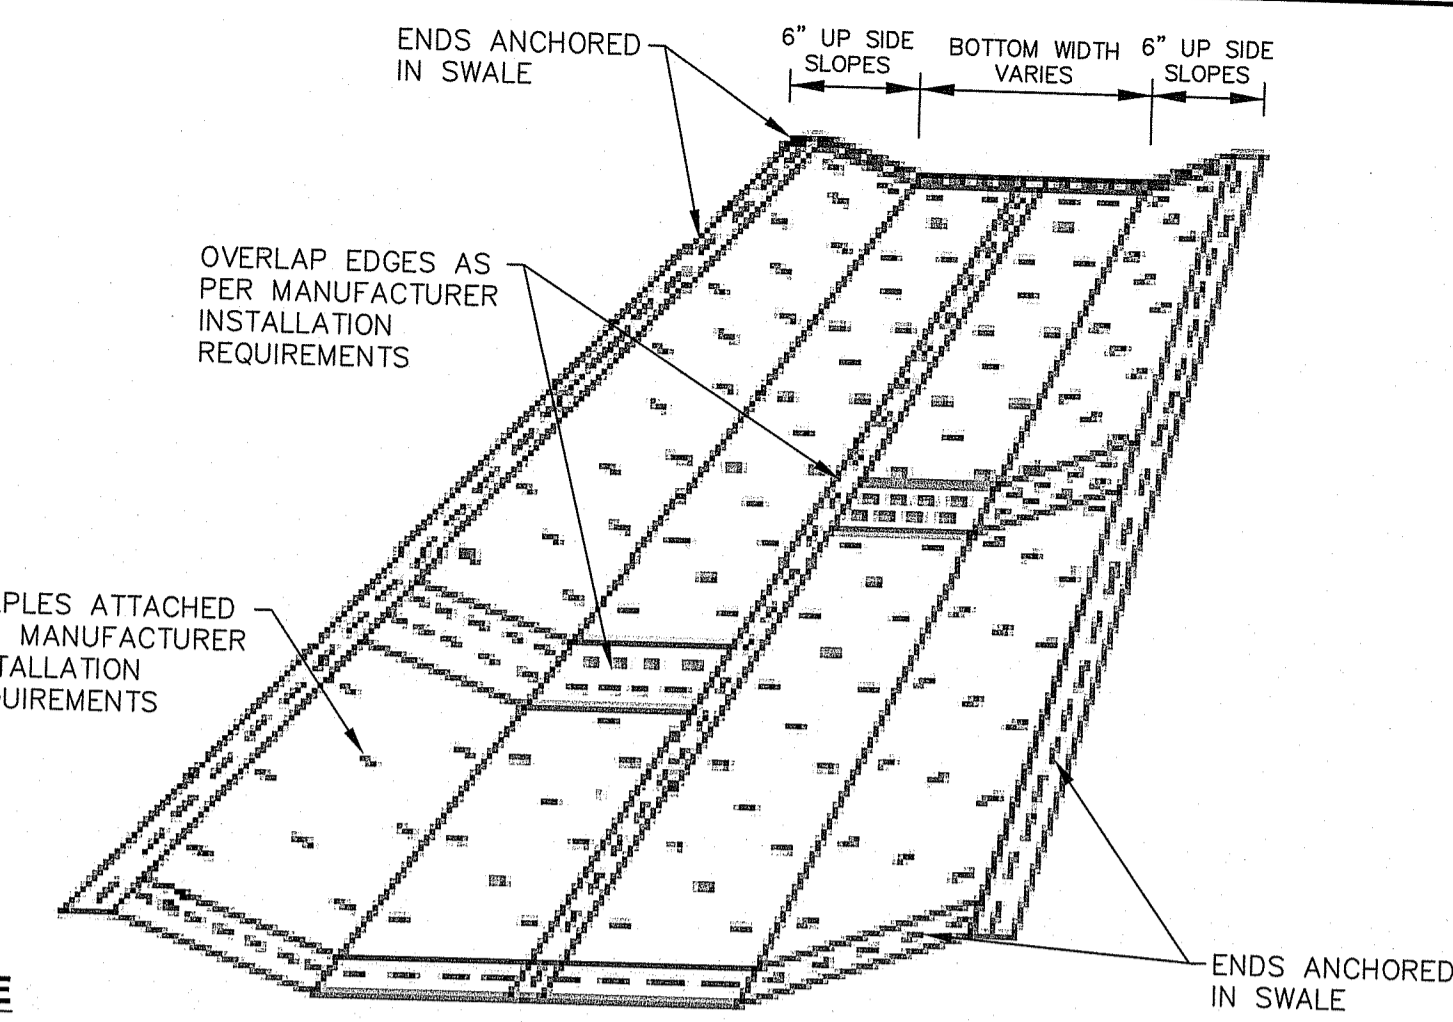 ENDS ANCHORED
IN SWALE
6” UP SIDE
SLOPES
BOTTOM WIDTH
VARIES
6” UP SIDE
SLOPES
OVERLAP EDGES AS
PER MANUFACTURER
INSTALLATION
REQUIREMENTS
ATTACHED
MANUFACTURER
ENDS ANCHORED
IN SWALE